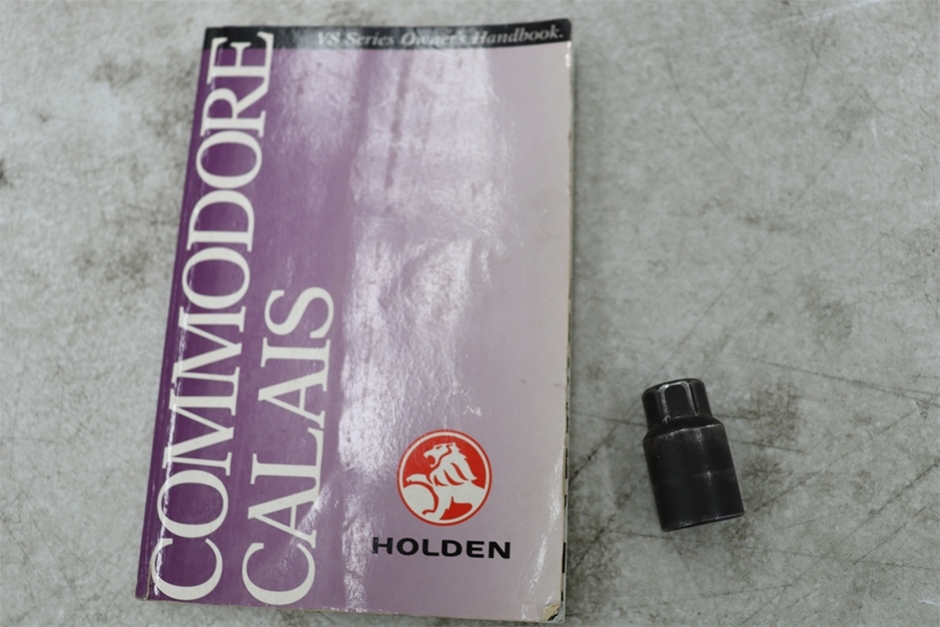 VS Series Owner's Handbook.
COMMODORE
CALAIS
HOLDEN